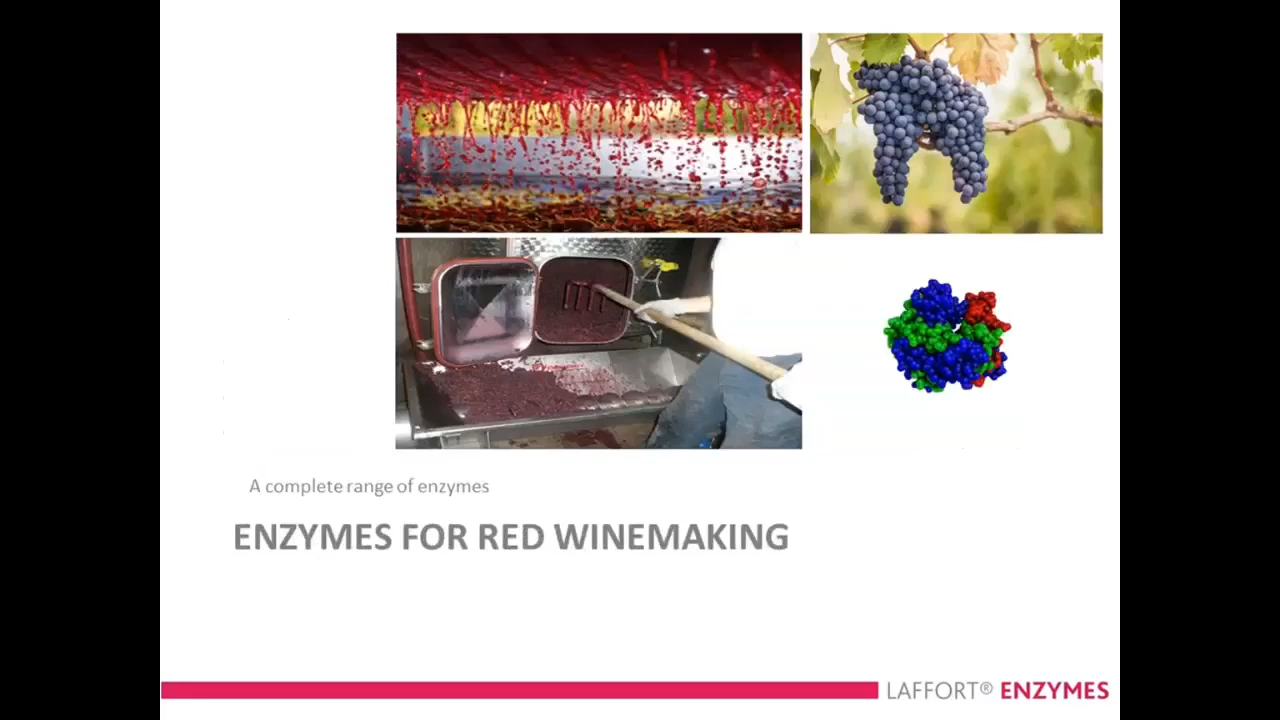 A complete range of enzymes
ENZYMES FOR RED WINEMAKING
LAFFORT® ENZYMES